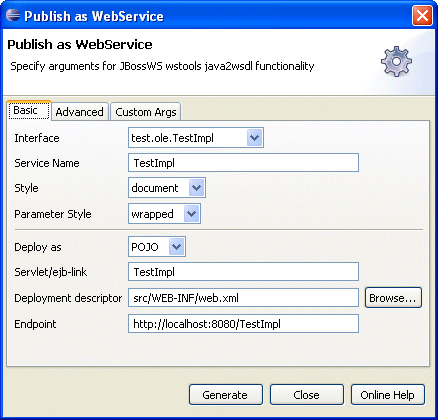 Publish as WebService
Publish as WebService
Specify arguments for JBossWS wstools java2wsdl functionality
Basic Advanced Custom Args
Interface test.ole.TestImpl
Service Name TestImpl
Style document
Parameter Style wrapped
Deploy as POJO
Servlet/ejb-link TestImpl
Deployment descriptor src/WEB-INF/web.xml Browse...
Endpoint http://localhost:8080/TestImpl
Generate Close Online Help